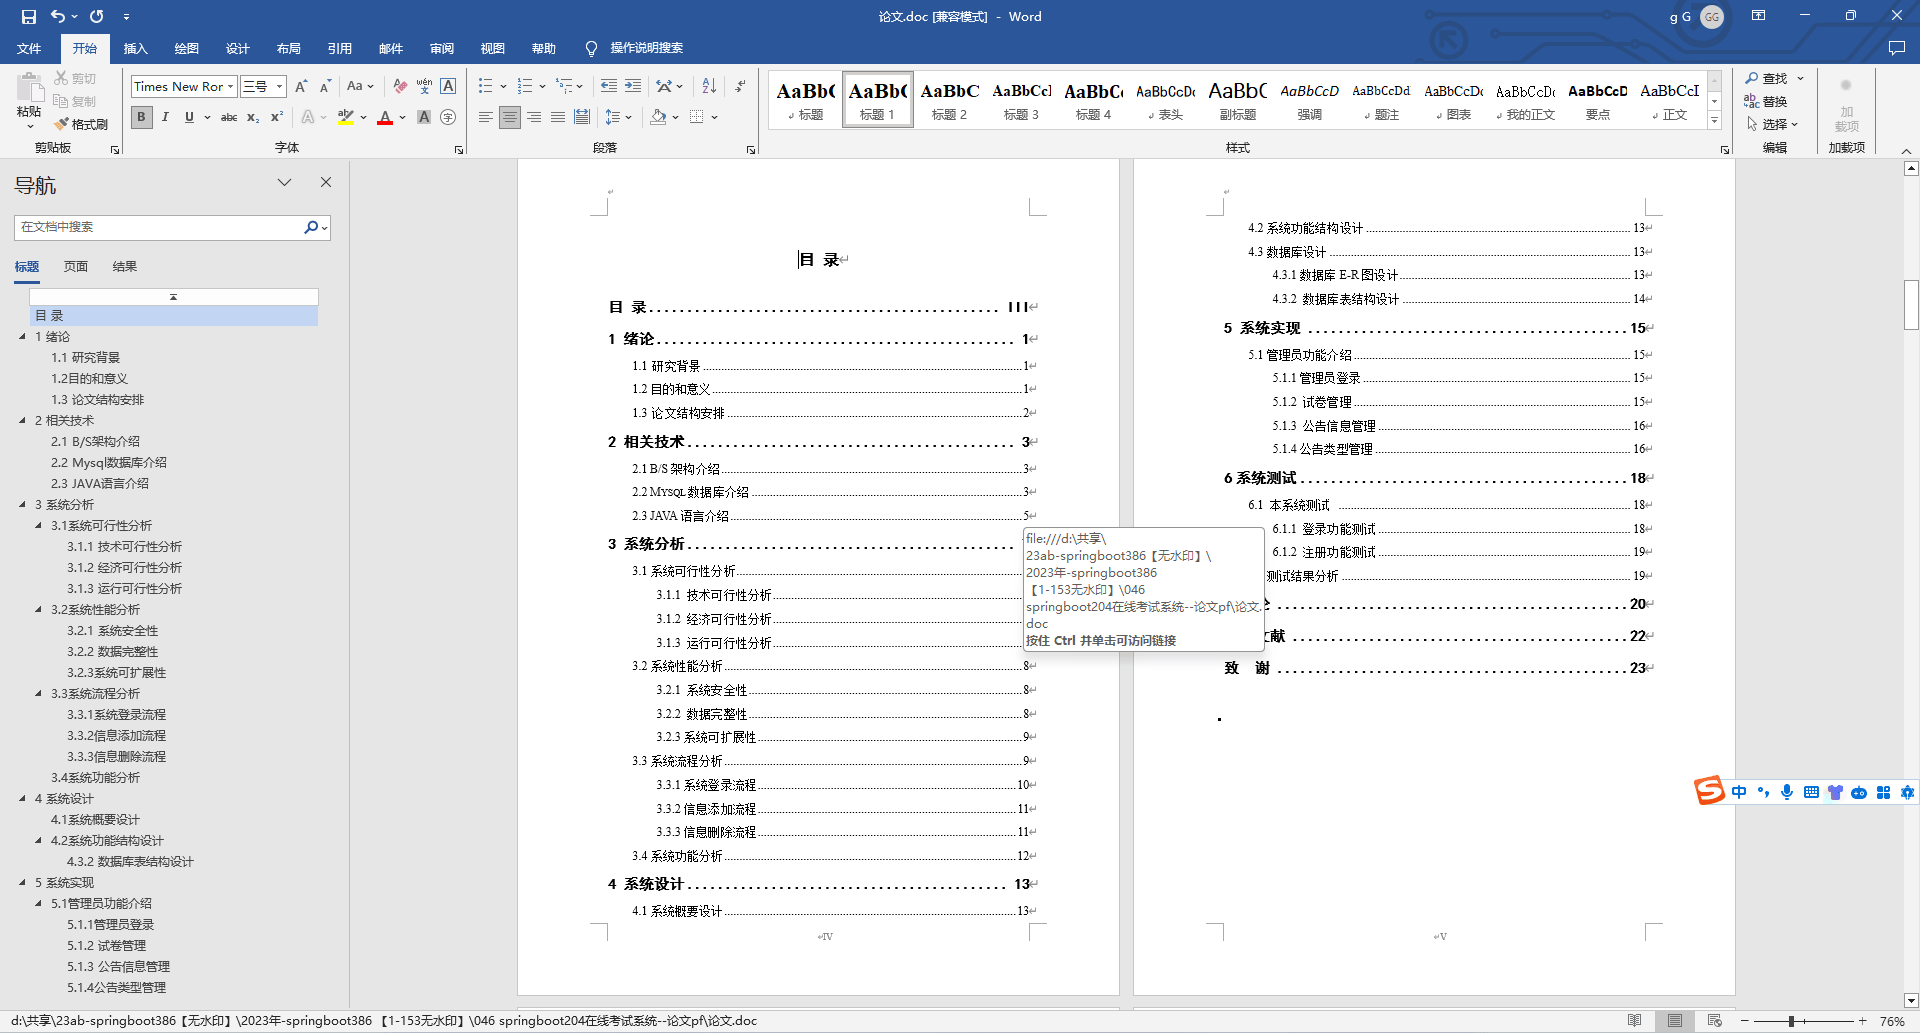 论文.doc [兼容模式] - Word
g G
GG
文件
开始
插入
绘图
设计
布局
引用
邮件
审阅
视图
帮助
操作说明搜索
粘贴
剪切
复制
格式刷
剪贴板
Times New Ror
三号
字体
段落
AaBb(
标题
AaBb(
标题 1
AaBbC
标题 2
AaBbCcl
标题 3
AaBbC
标题 4
AaBbCcDc
表头
AaBbC
副标题
AaBbCcD
强调
AaBbCcDd
题注
AaBbCcDc
图表
AaBbCcDc
我的正文
AaBbCcD
要点
AaBbCcI
正文
样式
查找
替换
选择
编辑
加
载项
加载项
导航
在文档中搜索
标题
页面
结果
目 录
1 绪论
1.1 研究背景
1.2目的和意义
1.3 论文结构安排
2 相关技术
2.1 B/S架构介绍
2.2 Mysql数据库介绍
2.3 JAVA语言介绍
3 系统分析
3.1系统可行性分析
3.1.1 技术可行性分析
3.1.2 经济可行性分析
3.1.3 运行可行性分析
3.2系统性能分析
3.2.1 系统安全性
3.2.2 数据完整性
3.2.3系统可扩展性
3.3系统流程分析
3.3.1系统登录流程
3.3.2信息添加流程
3.3.3信息删除流程
3.4系统功能分析
4 系统设计
4.1系统概要设计
4.2系统功能结构设计
4.3.2 数据库表结构设计
5 系统实现
5.1管理员功能介绍
5.1.1管理员登录
5.1.2 试卷管理
5.1.3 公告信息管理
5.1.4公告类型管理
目 录
目 录 III
1 绪论 1
1.1 研究背景 1
1.2 目的和意义 1
1.3 论文结构安排 2
2 相关技术 3
2.1 B/S 架构介绍 3
2.2 MYSQL 数据库介绍 3
2.3 JAVA 语言介绍 5
3 系统分析
3.1 系统可行性分析
3.1.1 技术可行性分析
3.1.2 经济可行性分析
3.1.3 运行可行性分析
3.2 系统性能分析 8
3.2.1 系统安全性 8
3.2.2 数据完整性 8
3.2.3 系统可扩展性 9
3.3 系统流程分析 9
3.3.1 系统登录流程 10
3.3.2 信息添加流程 11
3.3.3 信息删除流程 11
3.4 系统功能分析 12
4 系统设计 13
4.1 系统概要设计 13
IV
4.2 系统功能结构设计 13
4.3 数据库设计 13
4.3.1 数据库 E-R 图设计 13
4.3.2 数据库表结构设计 14
5 系统实现 15
5.1 管理员功能介绍 15
5.1.1 管理员登录 15
5.1.2 试卷管理 15
5.1.3 公告信息管理 16
5.1.4 公告类型管理 16
6 系统测试 18
6.1 本系统测试 18
6.1.1 登录功能测试 18
6.1.2 注册功能测试 19
测试结果分析 19
20
文献 22
致 谢 23
V
file:///d:\共享\
23ab-springboot386【无水印】\
2023年-springboot386
【1-153无水印】\046
springboot204在线考试系统--论文pf\论文.
doc
按住 Ctrl 并单击可访问链接
中
d:\共享\23ab-springboot386【无水印】\2023年-springboot386 【1-153无水印】\046 springboot204在线考试系统--论文pf\论文.doc
76%